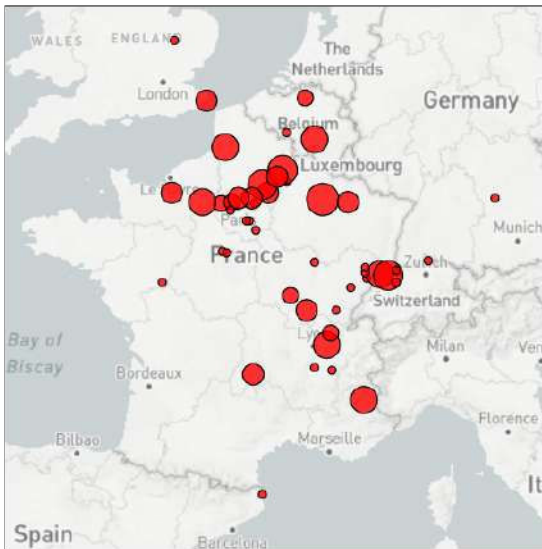 WALES
ENGLAND
The
Netherlands
London
Germany
Belgium
Luxembourg
Munich
France
Zurich
Switzerland
Bay of
Biscay
Milan
Bordeaux
Florence
Marseille
Bilbao
Spain
Barcelona